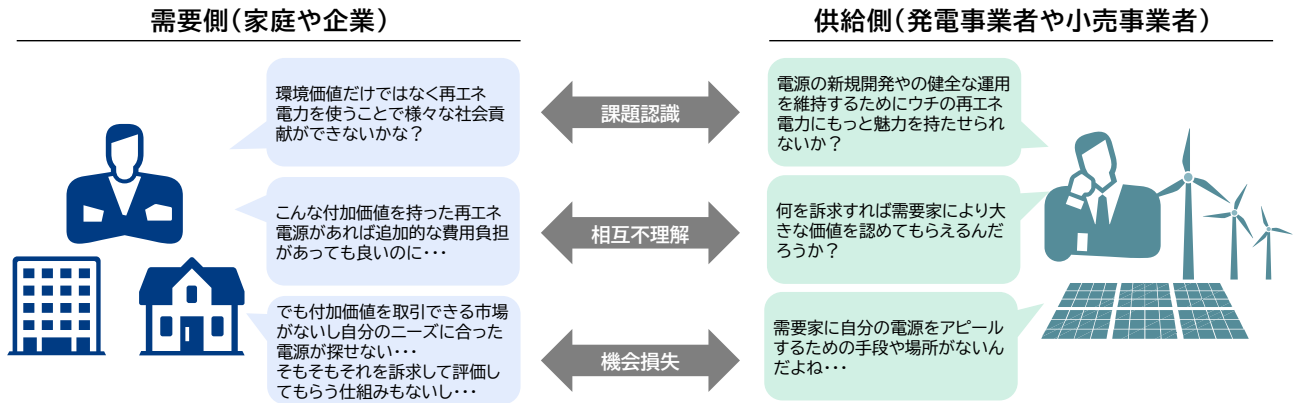 需要側（家庭や企業）
供給側（発電事業者や小売事業者）
環境価値だけではなく再エネ
電力を使うことで様々な社会貢
献ができないかな？
課題認識
電源の新規開発やの健全な運用
を維持するためにウチの再エネ
電力にもっと魅力を持たせられ
ないか？
こんな付加価値を持った再エネ
電源があれば追加的な費用負担
があっても良いのに・・・
相互不理解
何を訴求すれば需要家により大
きな価値を認めてもらえるんだ
ろうか？
でも付加価値を取引できる市場
がないし自分のニーズに合った
電源が探せない・・・
そもそもそれを訴求して評価し
てもらう仕組みもないし・・・
機会損失
需要家に自分の電源をアピール
するための手段や場所がないん
だよね・・・